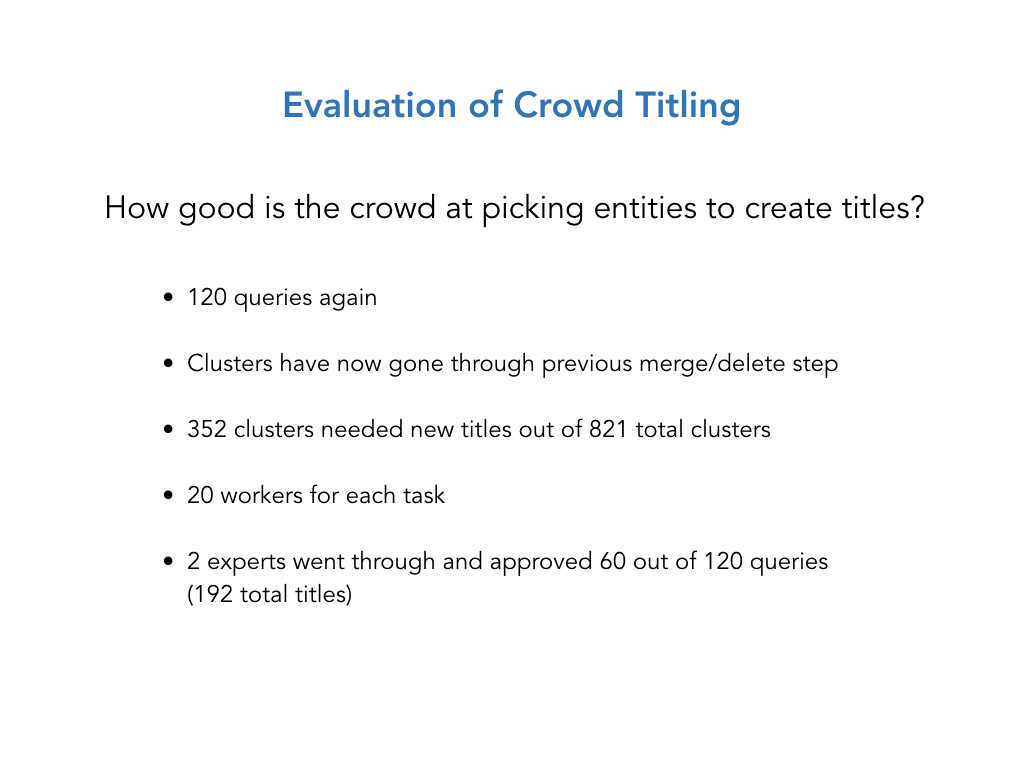 Evaluation of Crowd Titling
How good is the crowd at picking entities to create titles?
• 120 queries again
• Clusters have now gone through previous merge/delete step
• 352 clusters needed new titles out of 821 total clusters
• 20 workers for each task
• 2 experts went through and approved 60 out of 120 queries
(192 total titles)